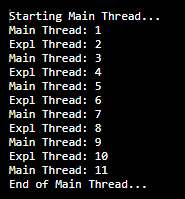 Starting Main Thread...
Main Thread: 1
Expl Thread: 2
Main Thread: 3
Expl Thread: 4
Main Thread: 5
Expl Thread: 6
Main Thread: 7
Expl Thread: 8
Main Thread: 9
Expl Thread: 10
Main Thread: 11
End of Main Thread...